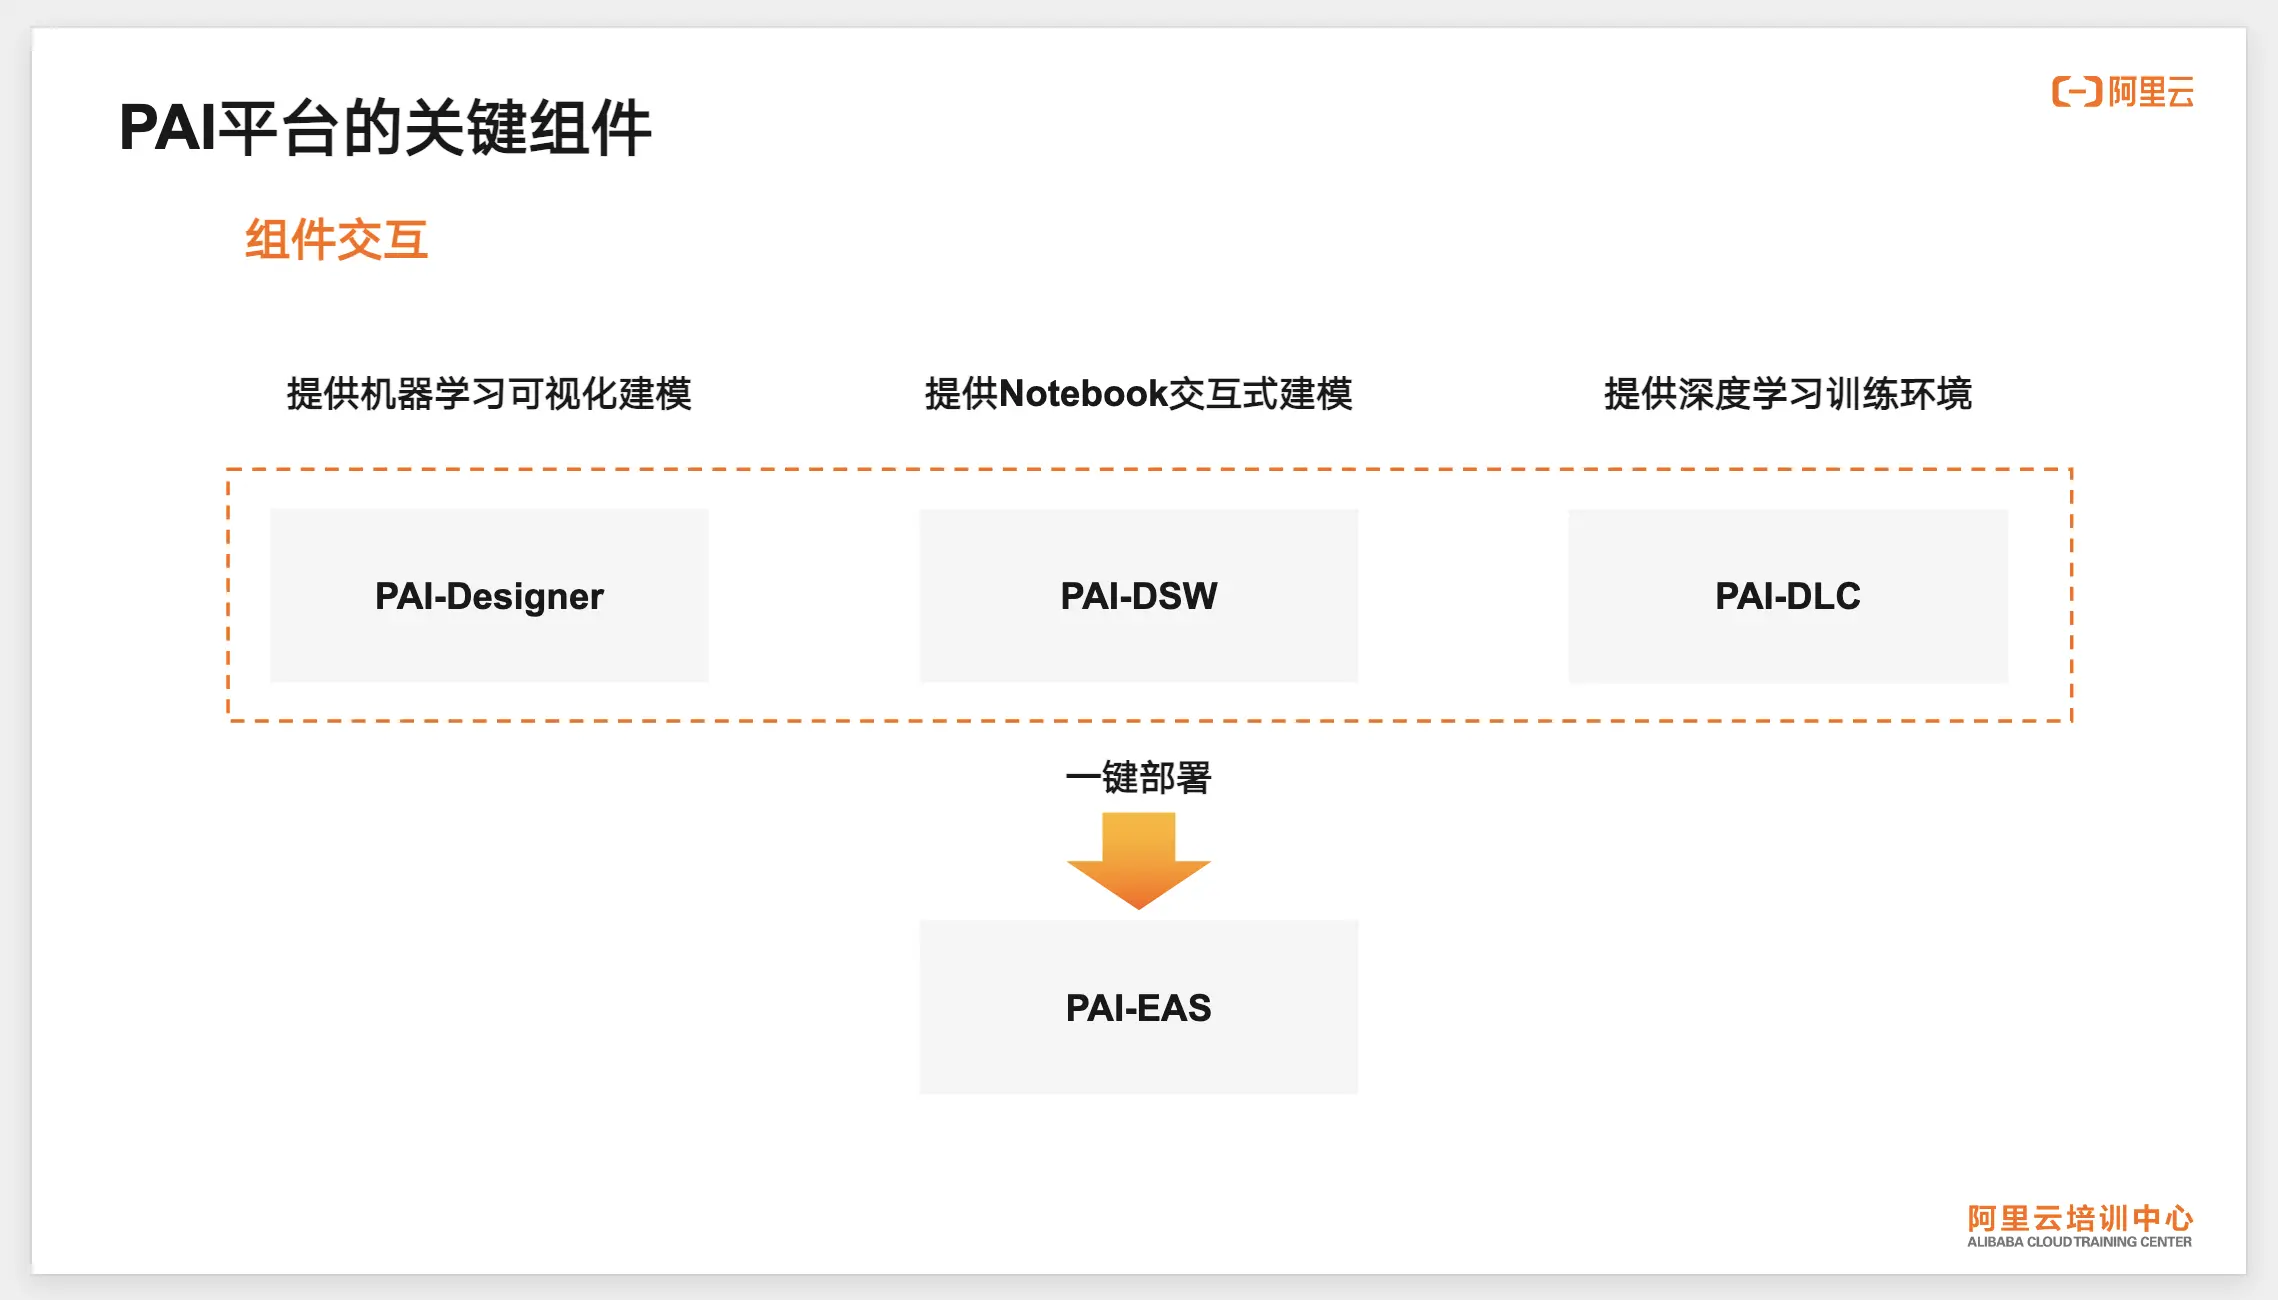 PAI平台的关键组件
阿里云
组件交互
提供机器学习可视化建模
提供Notebook交互式建模
提供深度学习训练环境
PAI-Designer
PAI-DSW
PAI-DLC
一键部署
PAI-EAS
阿里云培训中心
ALIBABA CLOUD TRAINING CENTER